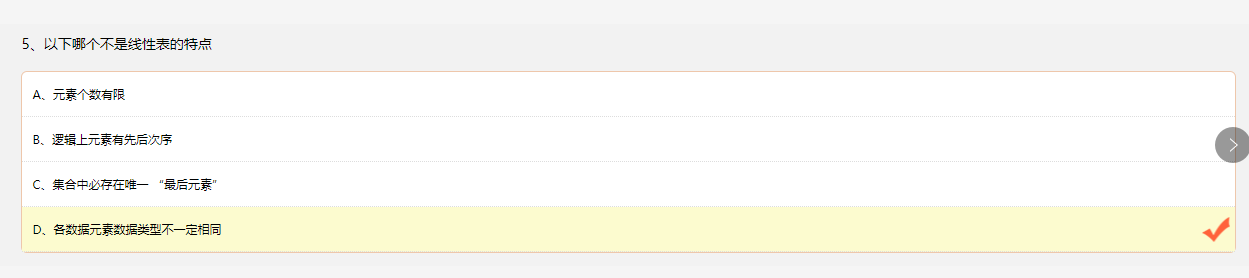 5、以下哪个不是线性表的特点
A、元素个数有限
B、逻辑上元素有先后次序
C、集合中必存在唯一 “最后元素”
D、各数据元素数据类型不一定相同